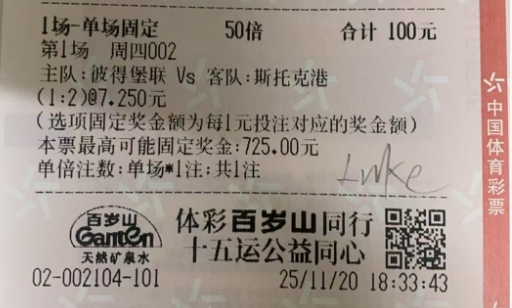 1场-单场固定 50倍 合计 100元
第1场 周四002
主队:彼得堡联 Vs 客队:斯托克港
(1:2)@7.250元
(选项固定奖金额为每1元投注对应的奖金额)
本票最高可能固定奖金:725.00元
单倍注数:单场*1注:共1注
Luke
百岁山
Ganten
天然矿泉水
体彩百岁山同行
十五运公益同心
02-002104-101 25/11/20 18:33:43
中国体育彩票